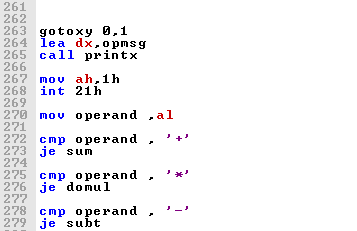 261
262
263 gotoxy 0,1
264 lea dx,opmsg
265 call printx
266
267 mov ah,1h
268 int 21h
269
270 mov operand ,al
271
272 cmp operand , '+'
273 je sum
274
275 cmp operand , '*'
276 je domul
277
278 cmp operand , '-'
279 je subt